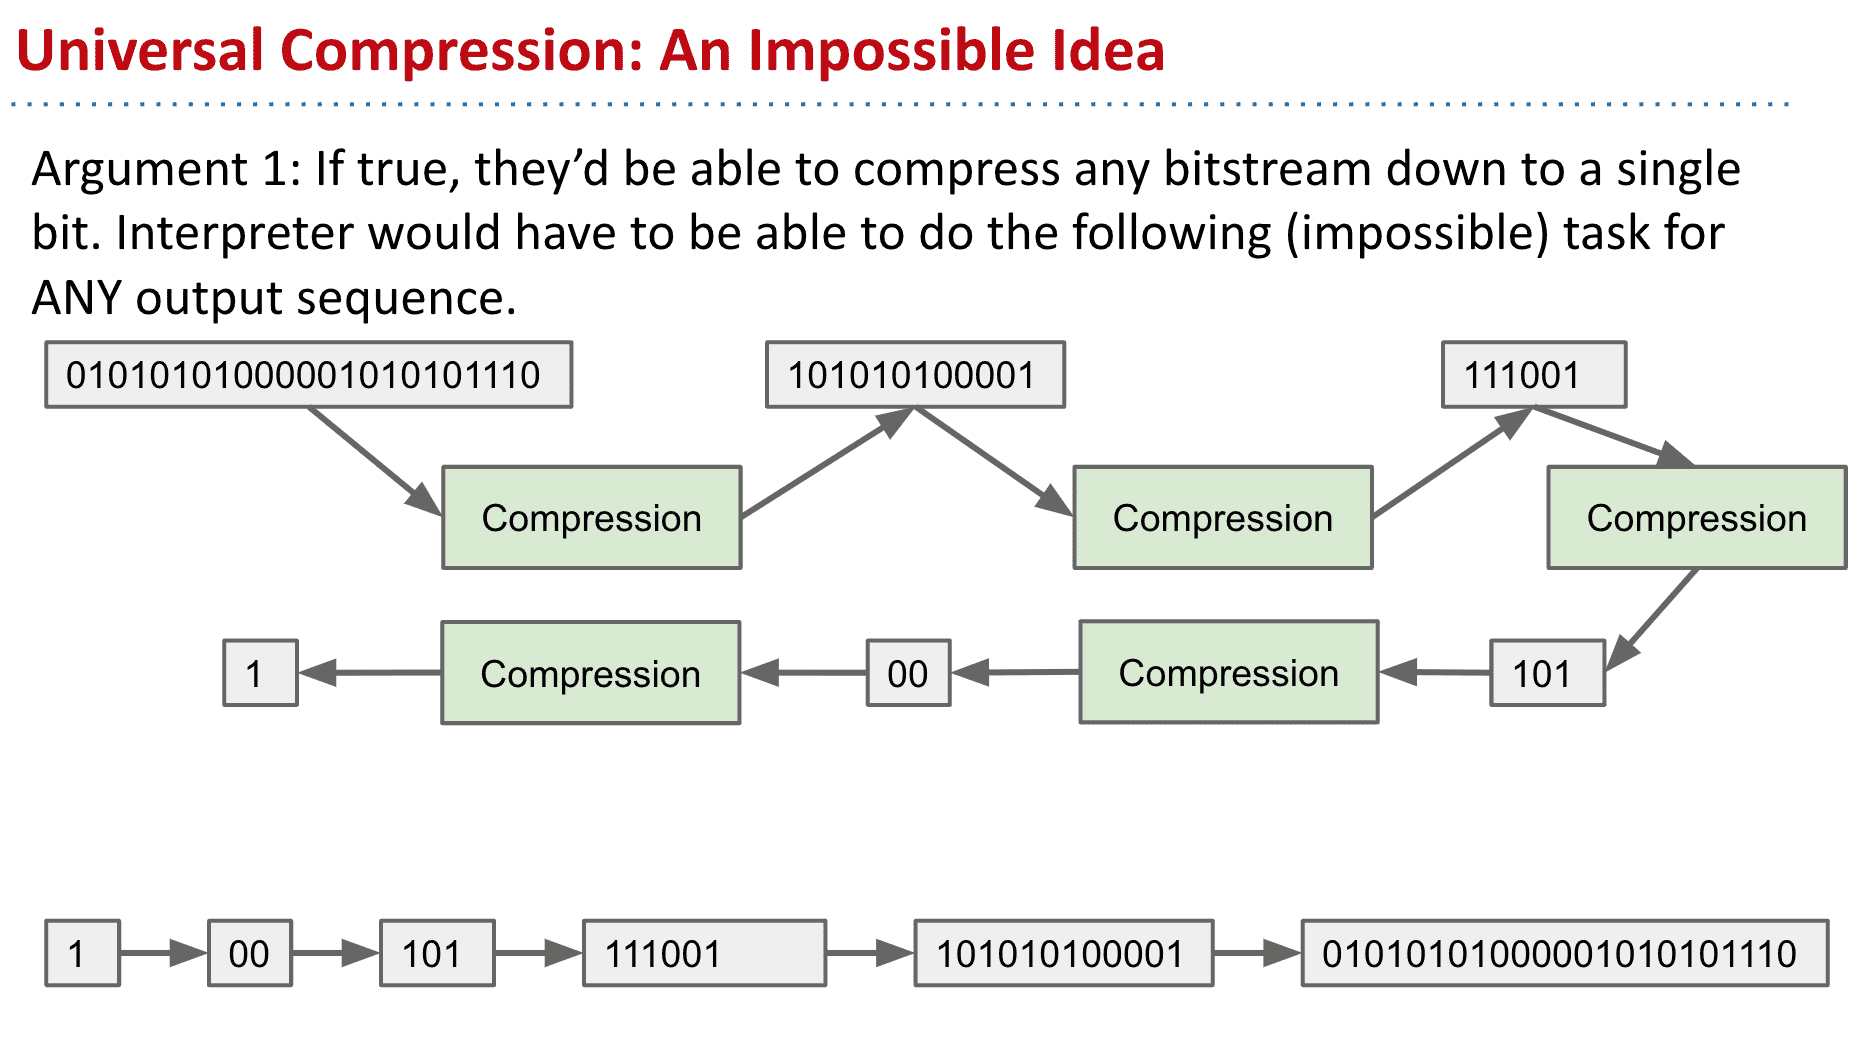 Universal Compression: An Impossible Idea
Argument 1: If true, they’d be able to compress any bitstream down to a single
bit. Interpreter would have to be able to do the following (impossible) task for
ANY output sequence.
01010101000001010101110
101010100001
111001
Compression
Compression
Compression
1
Compression
00
Compression
101
1
00
101
111001
101010100001
01010101000001010101110